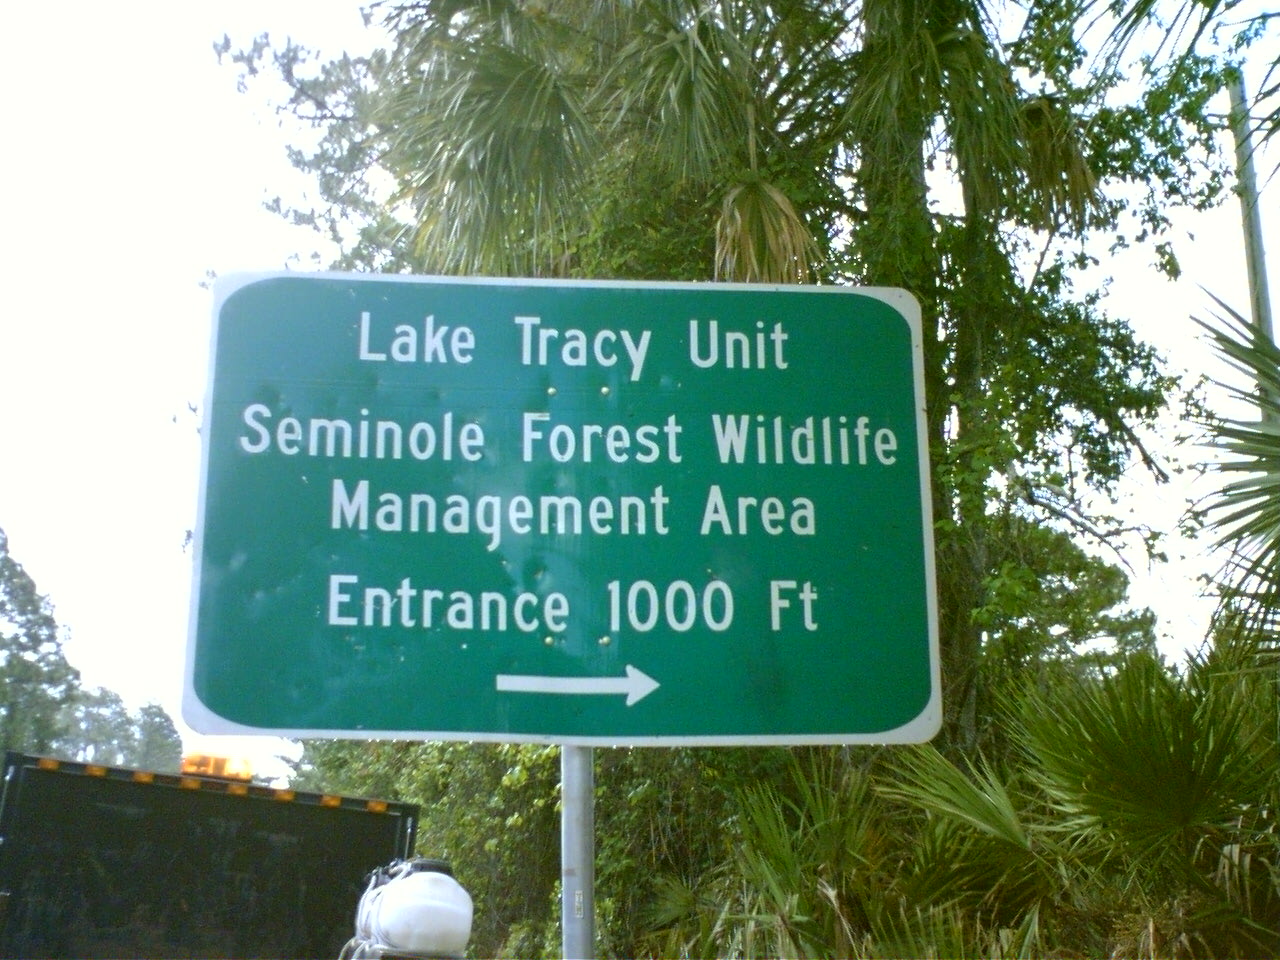 Lake Tracy Unit
Seminole Forest Wildlife
Management Area
Entrance 1000 Ft